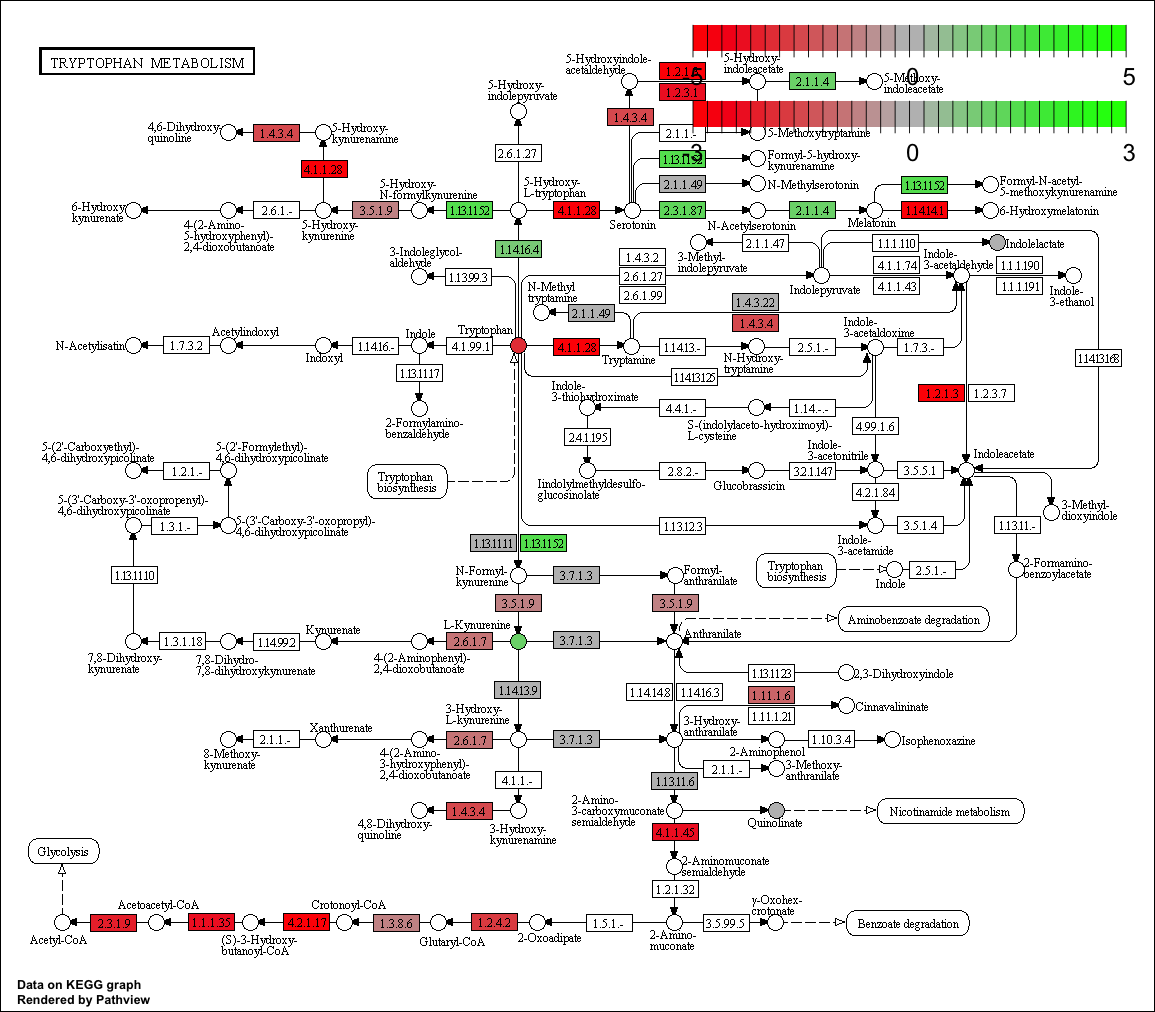 TRYPTOPHAN METABOLISM
-5
0
5
-3
0
3
5-Hydroxyindole-
acetaldehyde
5-Hydroxy-
indoleacetate
1.2.3.1
2.1.1.4
5-Methoxy-
indoleacetate
5-Hydroxy-
indolepyruvate
1.4.3.4
4,6-Dihydroxy-
quinoline
1.4.3.4
5-Hydroxy-
kynurenamine
2.1.1.-
5-Methoxytryptamine
2.6.1.27
1.13.11.52
Formyl-5-hydroxy-
kynurenamine
4.1.1.28
5-Hydroxy-
N-formylkynurenine
5-Hydroxy-
L-tryptophan
2.1.1.49
N-Methylserotonin
1.13.11.52
Formyl-N-acetyl-
5-methoxykynurenamine
6-Hydroxy-
kynurenate
2.6.1.-
3.5.1.9
1.13.11.52
4.1.1.28
2.3.1.87
2.1.1.4
1.14.14.1
6-Hydroxymelatonin
4-(2-Amino-
5-hydroxyphenyl)-
2,4-dioxobutanoate
5-Hydroxy-
kynurenine
Serotonin
N-Acetylserotonin
Melatonin
1.14.16.4
3-Indoleglycol-
aldehyde
2.1.1.47
3-Methyl-
indolepyruvate
1.1.1.110
Indolelactate
1.4.3.2
2.6.1.27
2.6.1.99
Indole-
3-acetaldehyde
4.1.1.74
4.1.1.43
1.1.1.190
1.1.1.191
Indole-
3-ethanol
1.13.99.3
Indolepyruvate
N-Methyl
tryptamine
2.1.1.49
1.4.3.22
1.4.3.4
N-Acetylisatin
1.7.3.2
Acetylindoxyl
Indoxyl
1.14.16.-
Indole
4.1.99.1
Tryptophan
4.1.1.28
Tryptamine
1.14.13.-
N-Hydroxy-
tryptamine
2.5.1.-
Indole-
3-acetaldoxime
1.7.3.-
1.14.13.168
1.13.11.17
1.14.13.125
2-Formylamino-
benzaldehyde
Indole-
3-thiohydroximate
4.4.1.-
1.14.-.-
S-(indolylaceto-hydroximoyl)-
L-cysteine
1.2.1.3
1.2.3.7
2.4.1.195
4.99.1.6
5-(2'-Carboxyethyl)-
4,6-dihydroxypicolinate
1.2.1.-
5-(2'-Formylethyl)-
4,6-dihydroxypicolinate
Tryptophan
biosynthesis
Iindolylmethyldesulfo-
glucosinolate
2.8.2.-
Glucobrassicin
3.2.1.147
Indole-
3-acetonitrile
3.5.5.1
Indoleacetate
4.2.1.84
5-(3'-Carboxy-3'-oxopropenyl)-
4,6-dihydroxypicolinate
1.3.1.-
5-(3'-Carboxy-3'-oxopropyl)-
4,6-dihydroxypicolinate
1.13.12.3
Indole-
3-acetamide
3.5.1.4
1.13.11.-
3-Methyl-
dioxyindole
1.13.11.11
1.13.11.52
1.13.11.10
N-Formyl-
kynurenine
3.7.1.3
Formyl-
anthranilate
Tryptophan
biosynthesis
Indole
2.5.1.-
2-Formamino-
benzoylacetate
3.5.1.9
3.5.1.9
Aminobenzoate degradation
7,8-Dihydroxy-
kynurenate
1.3.1.18
7,8-Dihydro-
7,8-dihydroxykynurenate
1.14.99.2
Kynurenate
4-(2-Aminophenyl)-
2,4-dioxobutanoate
2.6.1.7
L-Kynurenine
3.7.1.3
Anthranilate
1.14.13.9
1.14.14.8
1.14.16.3
1.13.11.23
2,3-Dihydroxyindole
1.11.1.6
1.11.1.21
Cinnavalininate
8-Methoxy-
kynurenate
2.1.1.-
Xanthurenate
4-(2-Amino-
3-hydroxyphenyl)-
2,4-dioxobutanoate
2.6.1.7
3-Hydroxy-
L-kynurenine
3.7.1.3
3-Hydroxy-
anthranilate
2-Aminophenol
1.10.3.4
Isophenoxazine
2.1.1.-
3-Methoxy-
anthranilate
4.1.1.-
1.13.11.6
4,8-Dihydroxy-
quinoline
1.4.3.4
3-Hydroxy-
kynurenamine
2-Amino-
3-carboxymuconate
semialdehyde
Quinolinate
Nicotinamide metabolism
4.1.1.45
Glycolysis
2-Aminomuconate
semialdehyde
1.2.1.32
Acetyl-CoA
2.3.1.9
Acetoacetyl-CoA
1.1.1.35
(S)-3-Hydroxy-
butanoyl-CoA
4.2.1.17
Crotonoyl-CoA
1.3.8.6
Glutaryl-CoA
1.2.4.2
2-Oxoadipate
1.5.1.-
2-Amino-
muconate
3.5.99.5
γ-Oxohex-
crotonate
Benzoate degradation
Data on KEGG graph
Rendered by Pathview